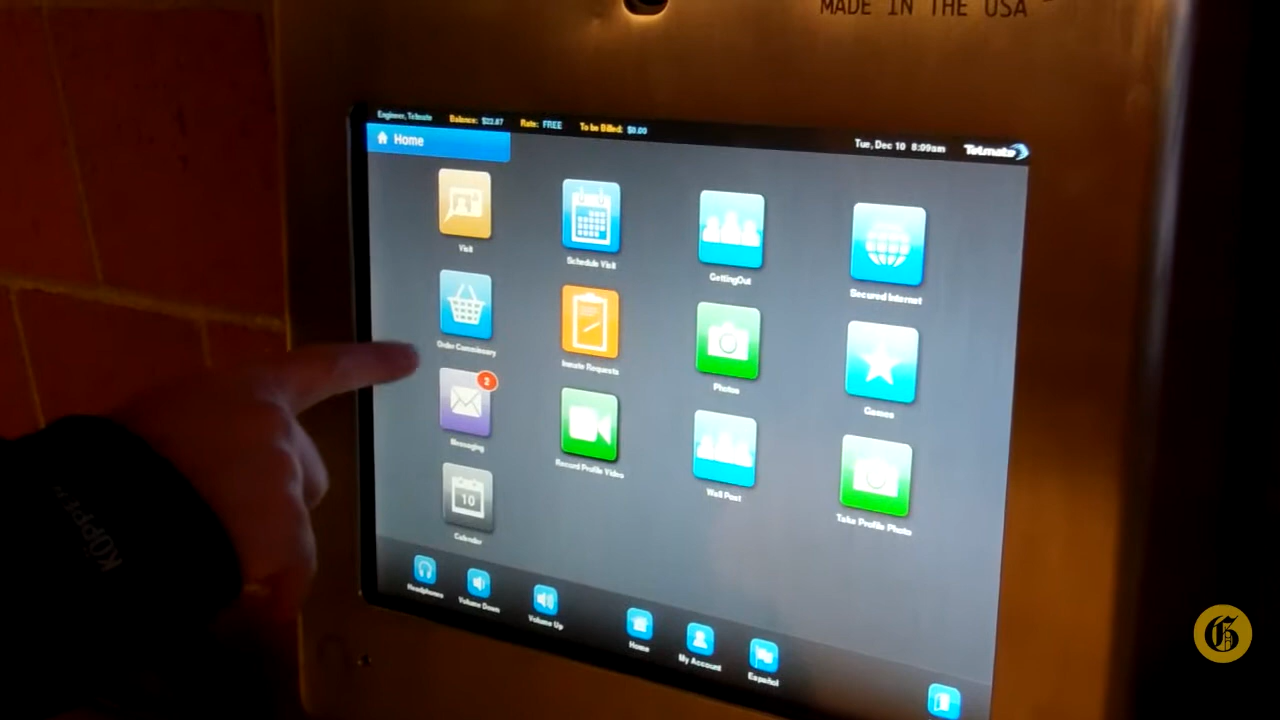 MADE IN THE USA
Engineer, Telmate Balance: $23.87 Rate: FREE To be Billed: $0.00 Tue, Dec 10 8:09am Telmate
Home
Visit
Schedule Visit
GettingOut
Secured Internet
Order Commissary
Inmate Requests
Photos
Games
2
Messaging
Record Profile Video
Wall Post
Take Profile Photo
10
Calendar
Headphones
Volume Down
Volume Up
Home
My Account
Español
KÖPPEN
G